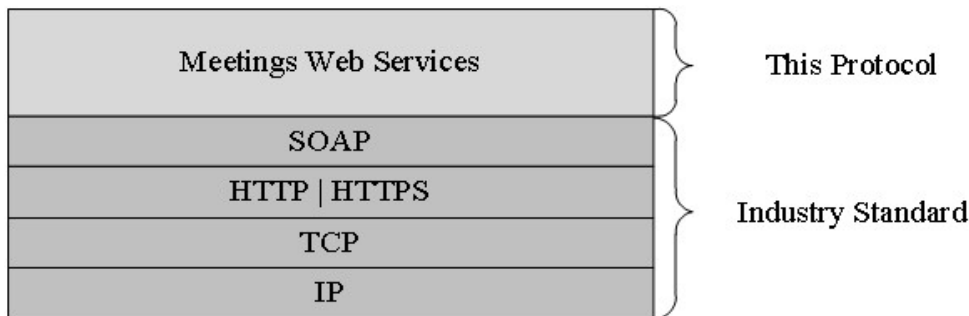 Meetings Web Services
This Protocol
SOAP
HTTP | HTTPS
TCP
IP
Industry Standard